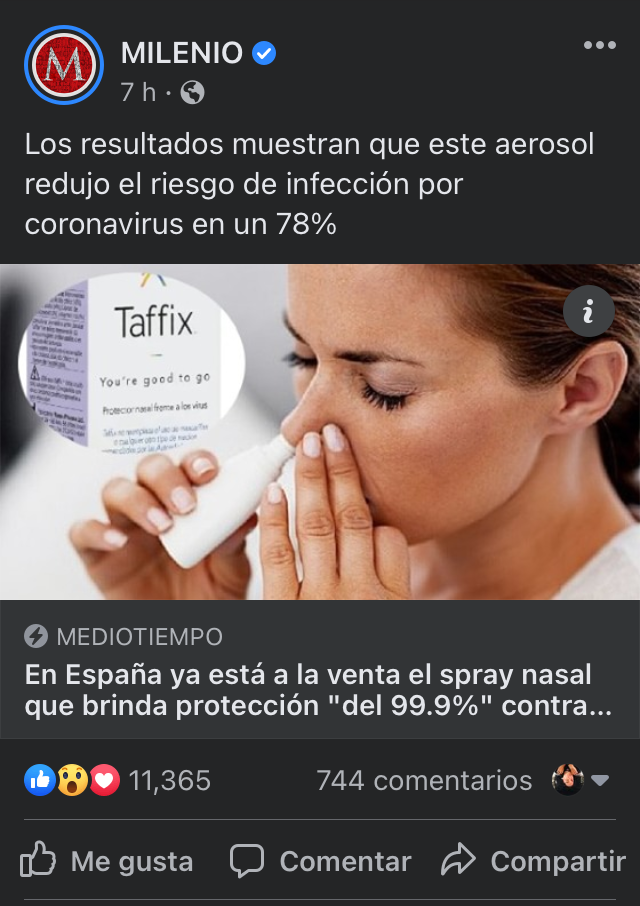 MILENIO
7 h ·
Los resultados muestran que este aerosol
redujo el riesgo de infección por
coronavirus en un 78%
Taffix
You're good to go
Protector nasal frente a los virus
MEDIOTIEMPO
En España ya está a la venta el spray nasal
que brinda protección "del 99.9%" contra...
11,365
744 comentarios
Me gusta
Comentar
Compartir